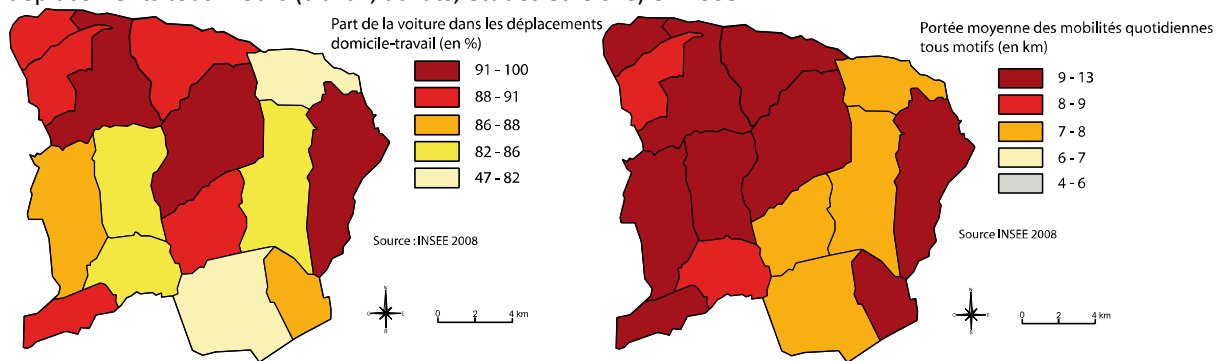 Part de la voiture dans les déplacements
domicile-travail (en %)
91 - 100
88 - 91
86 - 88
82 - 86
47 - 82
Source : INSEE 2008
N
O
E
S
0 2 4 km
Portée moyenne des mobilités quotidiennes
tous motifs (en km)
9 - 13
8 - 9
7 - 8
6 - 7
4 - 6
Source INSEE 2008
N
O
E
S
0 2 4 km